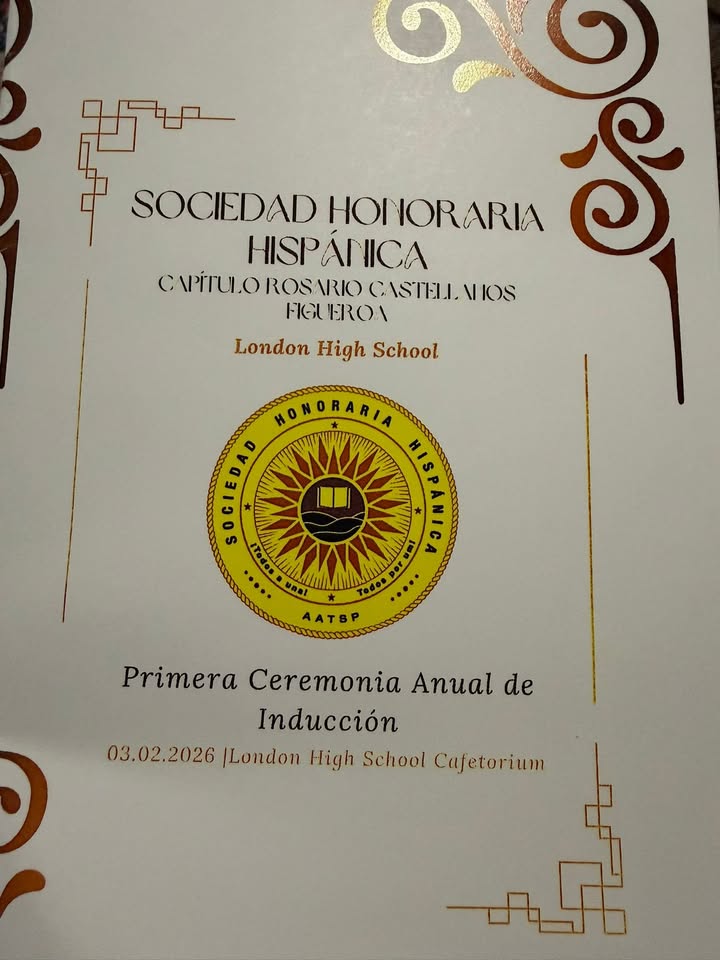 SOCIEDAD HONORARIA
HISPÁNICA
CAPÍTULO ROSARIO CASTELLANOS
FIGUEROA
London High School
SOCIEDAD HONORARIA HISPÁNICA
¡Todos a una! Todos por uno!
AATSP
Primera Ceremonia Anual de
Inducción
03.02.2026 |London High School Cafetorium